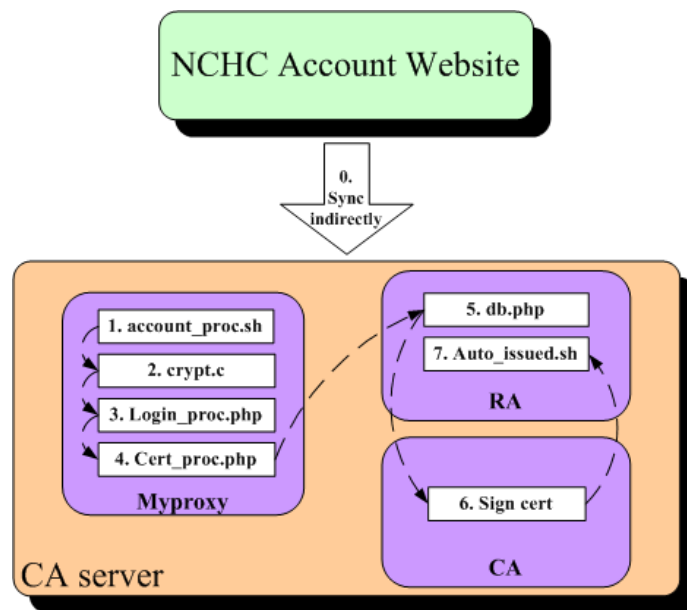 NCHC Account Website
0.
Sync
indirectly
1. account_proc.sh
2. crypt.c
3. Login_proc.php
4. Cert_proc.php
Myproxy
5. db.php
7. Auto_issued.sh
RA
6. Sign cert
CA
CA server